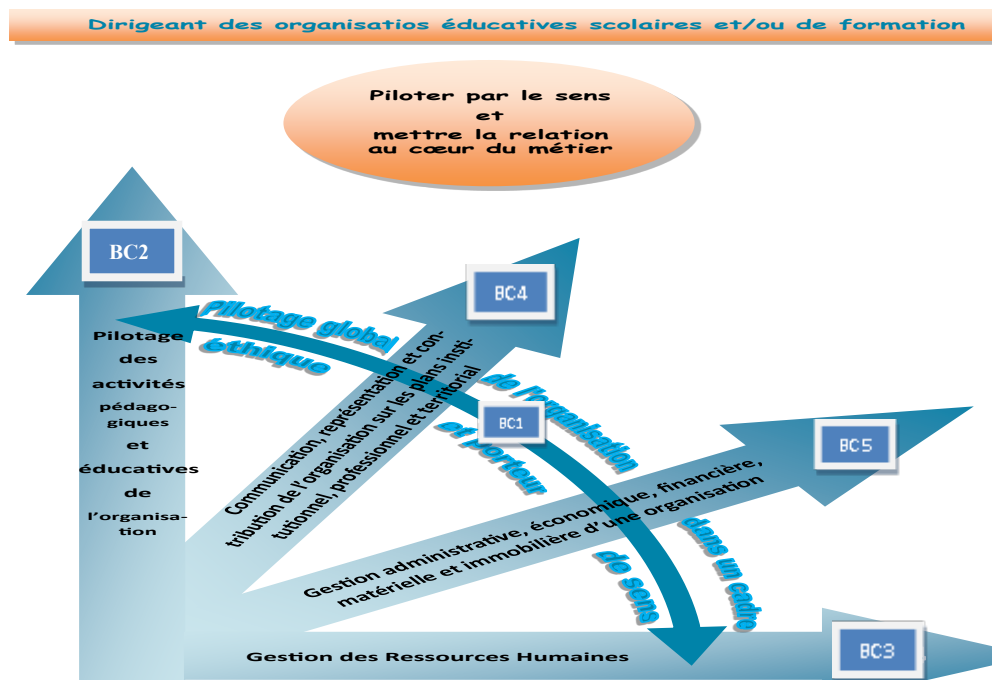 Dirigeant des organisatios éducatives scolaires et/ou de formation
Piloter par le sens
et
mettre la relation
au cœur du métier
BC2
Pilotage
des
activités
pédago-
giques
et
éducatives
de
l'organisa-
tion
BC4
Communication, représentation et con-
tribution de l'organisation sur les plans insti-
tutionnel, professionnel et territorial
Pilotage global
de l'organisation
dans un cadre
éthique
et porteur
de sens
BC1
BC5
Gestion administrative, économique, financière,
matérielle et immobilière d'une organisation
Gestion des Ressources Humaines
BC3